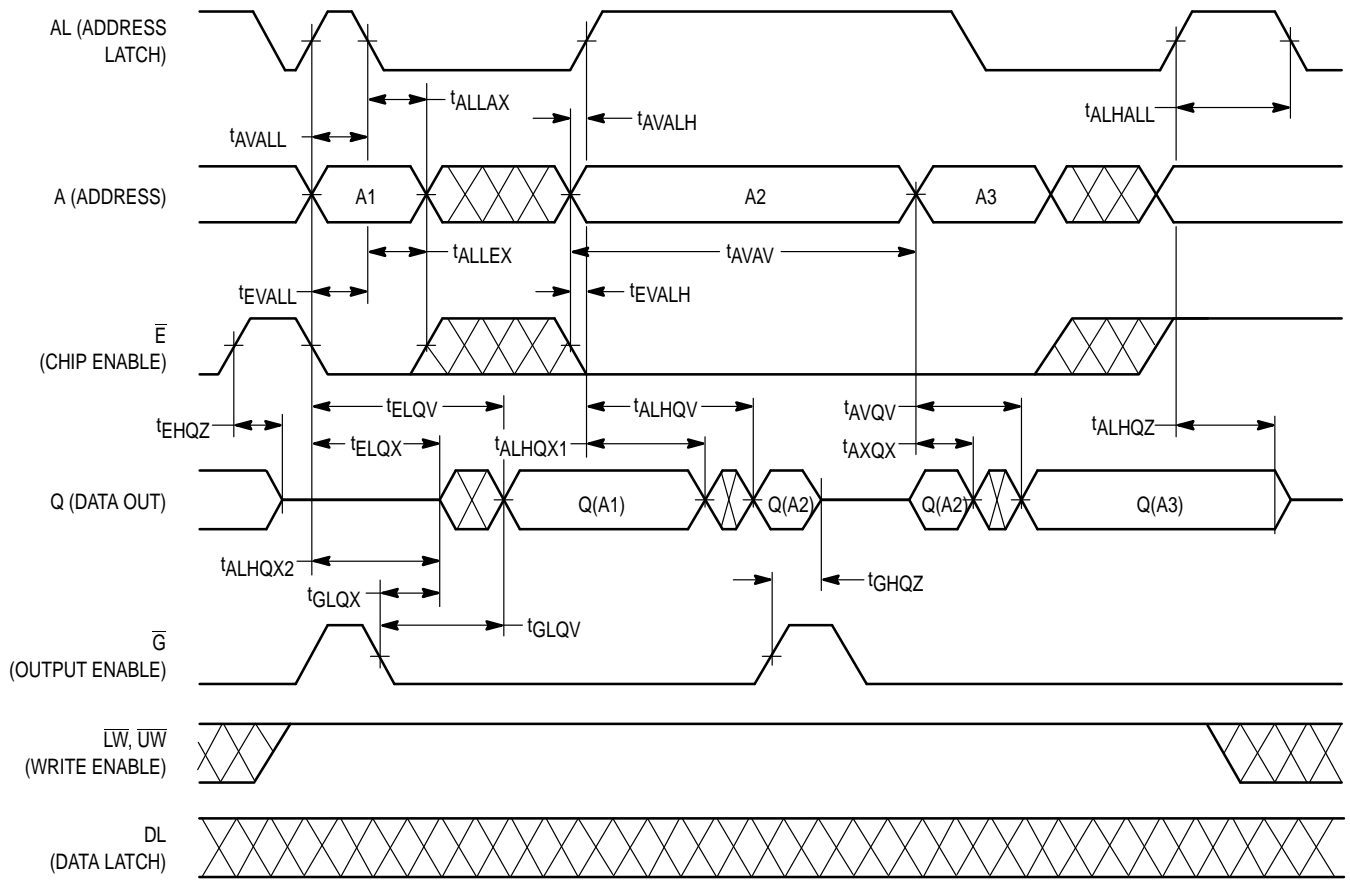 AL (ADDRESS
LATCH)
tALLAX
tAVALL
tAVALH
tALHALL
A (ADDRESS)
A1
A2
A3
tALLEX
tAVAV
tEVALL
tEVALH
E
(CHIP ENABLE)
tELQV
tALHQV
tAVQV
tEHQZ
tELQX
tALHQX1
tAXQX
tALHQZ
Q (DATA OUT)
Q(A1)
Q(A2)
Q(A2)
Q(A3)
tALHQX2
tGLQX
tGHQZ
tGLQV
G
(OUTPUT ENABLE)
LW, UW
(WRITE ENABLE)
DL
(DATA LATCH)